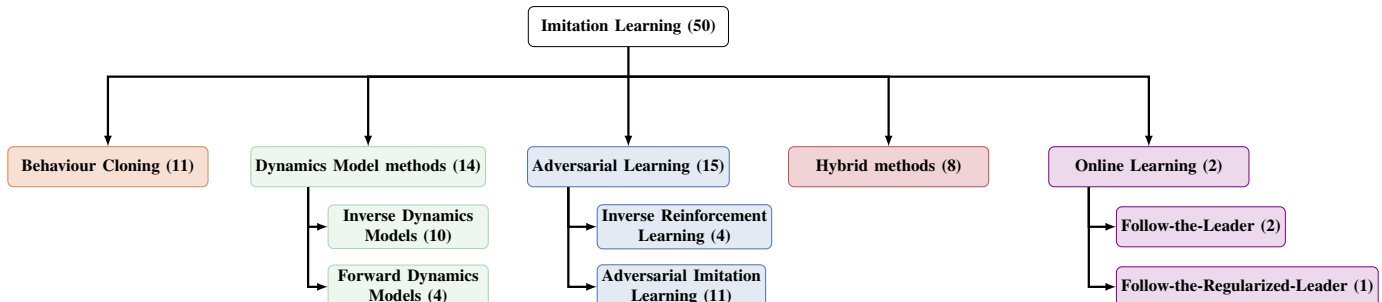 Imitation Learning (50)
Behaviour Cloning (11)
Dynamics Model methods (14)
Adversarial Learning (15)
Hybrid methods (8)
Online Learning (2)
Inverse Dynamics
Models (10)
Inverse Reinforcement
Learning (4)
Follow-the-Leader (2)
Forward Dynamics
Models (4)
Adversarial Imitation
Learning (11)
Follow-the-Regularized-Leader (1)